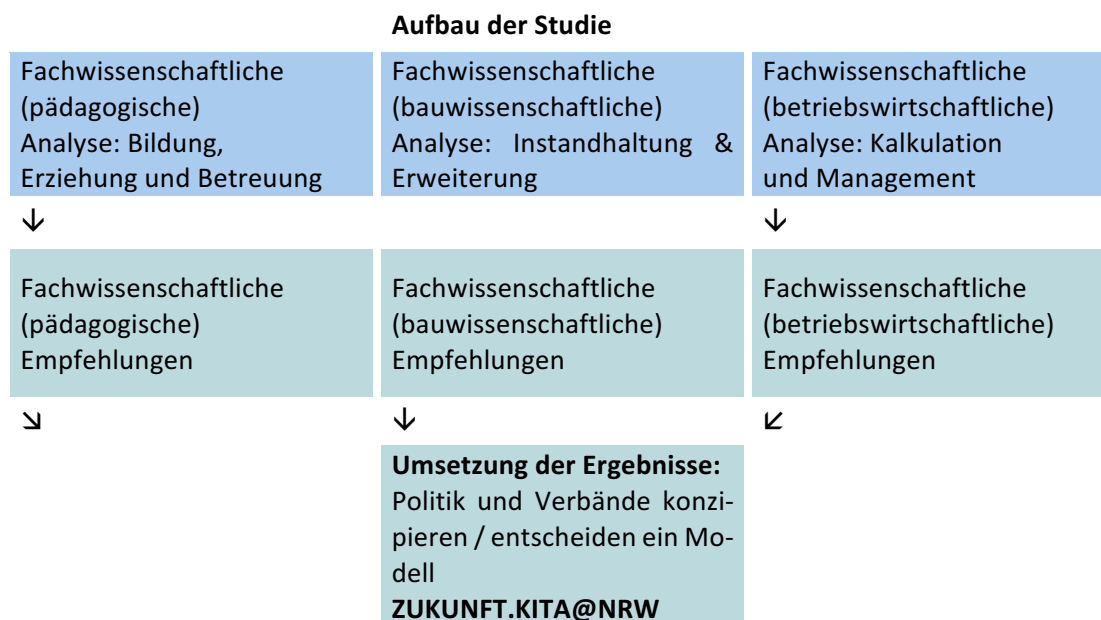 Aufbau der Studie
Fachwissenschaftliche
(pädagogische)
Analyse: Bildung,
Erziehung und Betreuung
Fachwissenschaftliche
(bauwissenschaftliche)
Analyse: Instandhaltung &
Erweiterung
Fachwissenschaftliche
(betriebswirtschaftliche)
Analyse: Kalkulation
und Management
↓
↓
Fachwissenschaftliche
(pädagogische)
Empfehlungen
Fachwissenschaftliche
(bauwissenschaftliche)
Empfehlungen
Fachwissenschaftliche
(betriebswirtschaftliche)
Empfehlungen
↘
↓
↙
Umsetzung der Ergebnisse:
Politik und Verbände konzi-
pieren / entscheiden ein Mo-
dell
ZUKUNFT.KITA@NRW